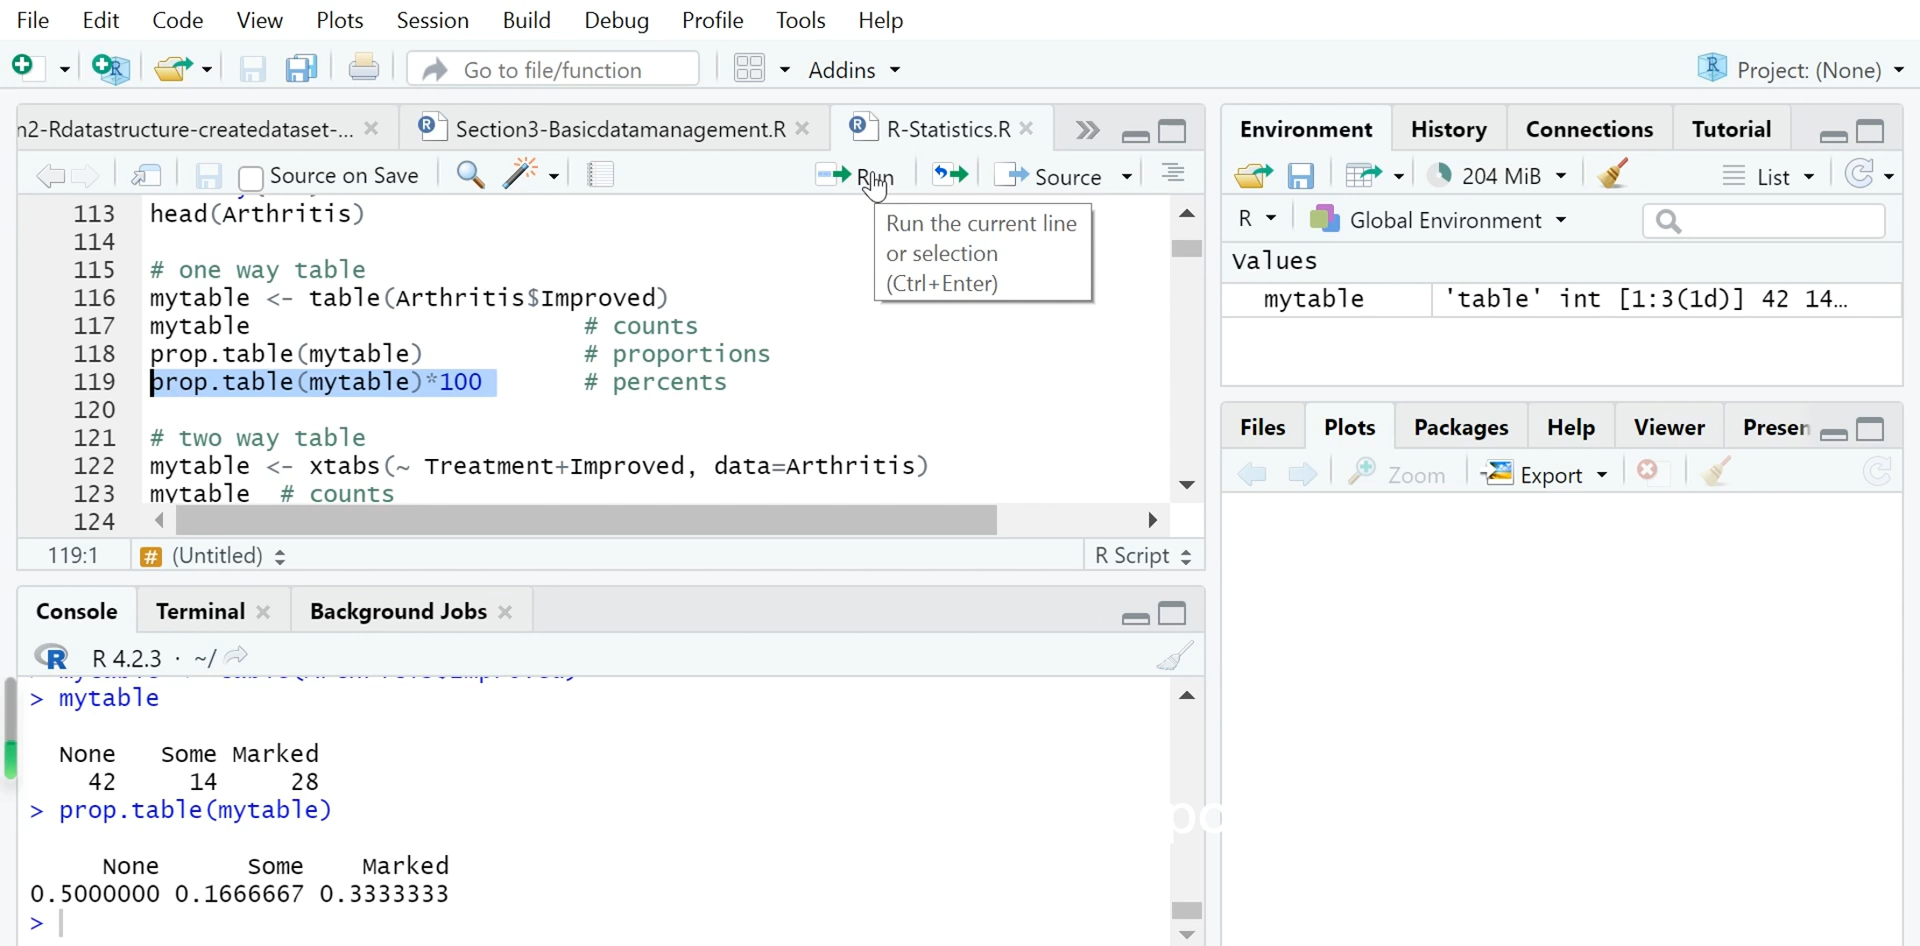 File Edit Code View Plots Session Build Debug Profile Tools Help
Go to file/function Addins Project: (None)
n2-Rdatastructure-createdataset-... Section3-Basicdatamanagement.R R-Statistics.R
Source on Save Run Source
Run the current line
or selection
(Ctrl+Enter)
113 head(Arthritis)
114
115 # one way table
116 mytable <- table(Arthritis$Improved)
117 mytable # counts
118 prop.table(mytable) # proportions
119 prop.table(mytable)*100 # percents
120
121 # two way table
122 mytable <- xtabs(~ Treatment+Improved, data=Arthritis)
123 mytable # counts
124
119:1 # (Untitled) R Script
Console Terminal Background Jobs
R R 4.2.3 · ~/
> mytable
None Some Marked
42 14 28
> prop.table(mytable)
None Some Marked
0.5000000 0.1666667 0.3333333
>
Environment History Connections Tutorial
204 MiB List
R Global Environment
Values
mytable 'table' int [1:3(1d)] 42 14...
Files Plots Packages Help Viewer Presen
Zoom Export